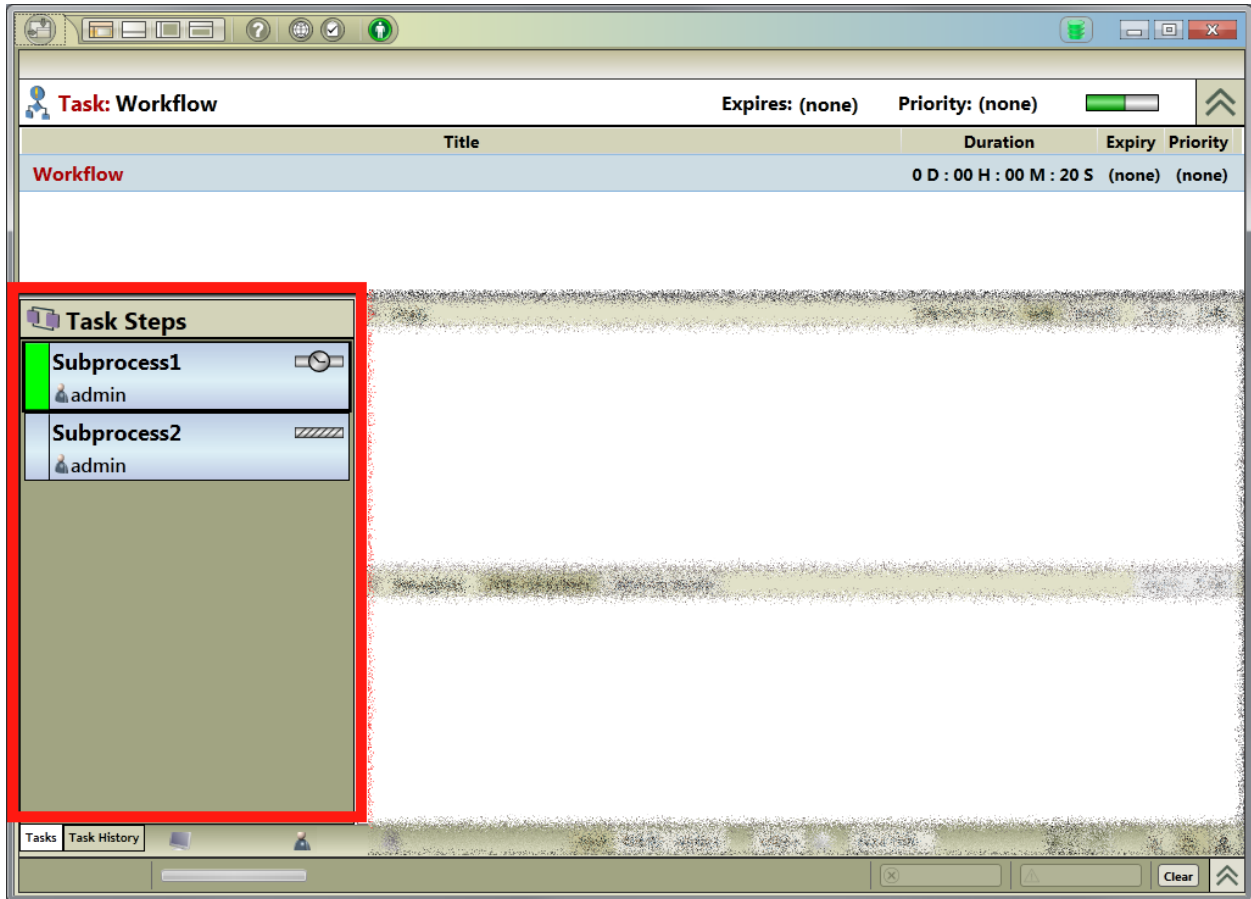 Task: Workflow Expires: (none) Priority: (none)
Title Duration Expiry Priority
Workflow 0 D : 00 H : 00 M : 20 S (none) (none)
Task Steps
Subprocess1
admin
Subprocess2
admin
Tasks Task History
Clear